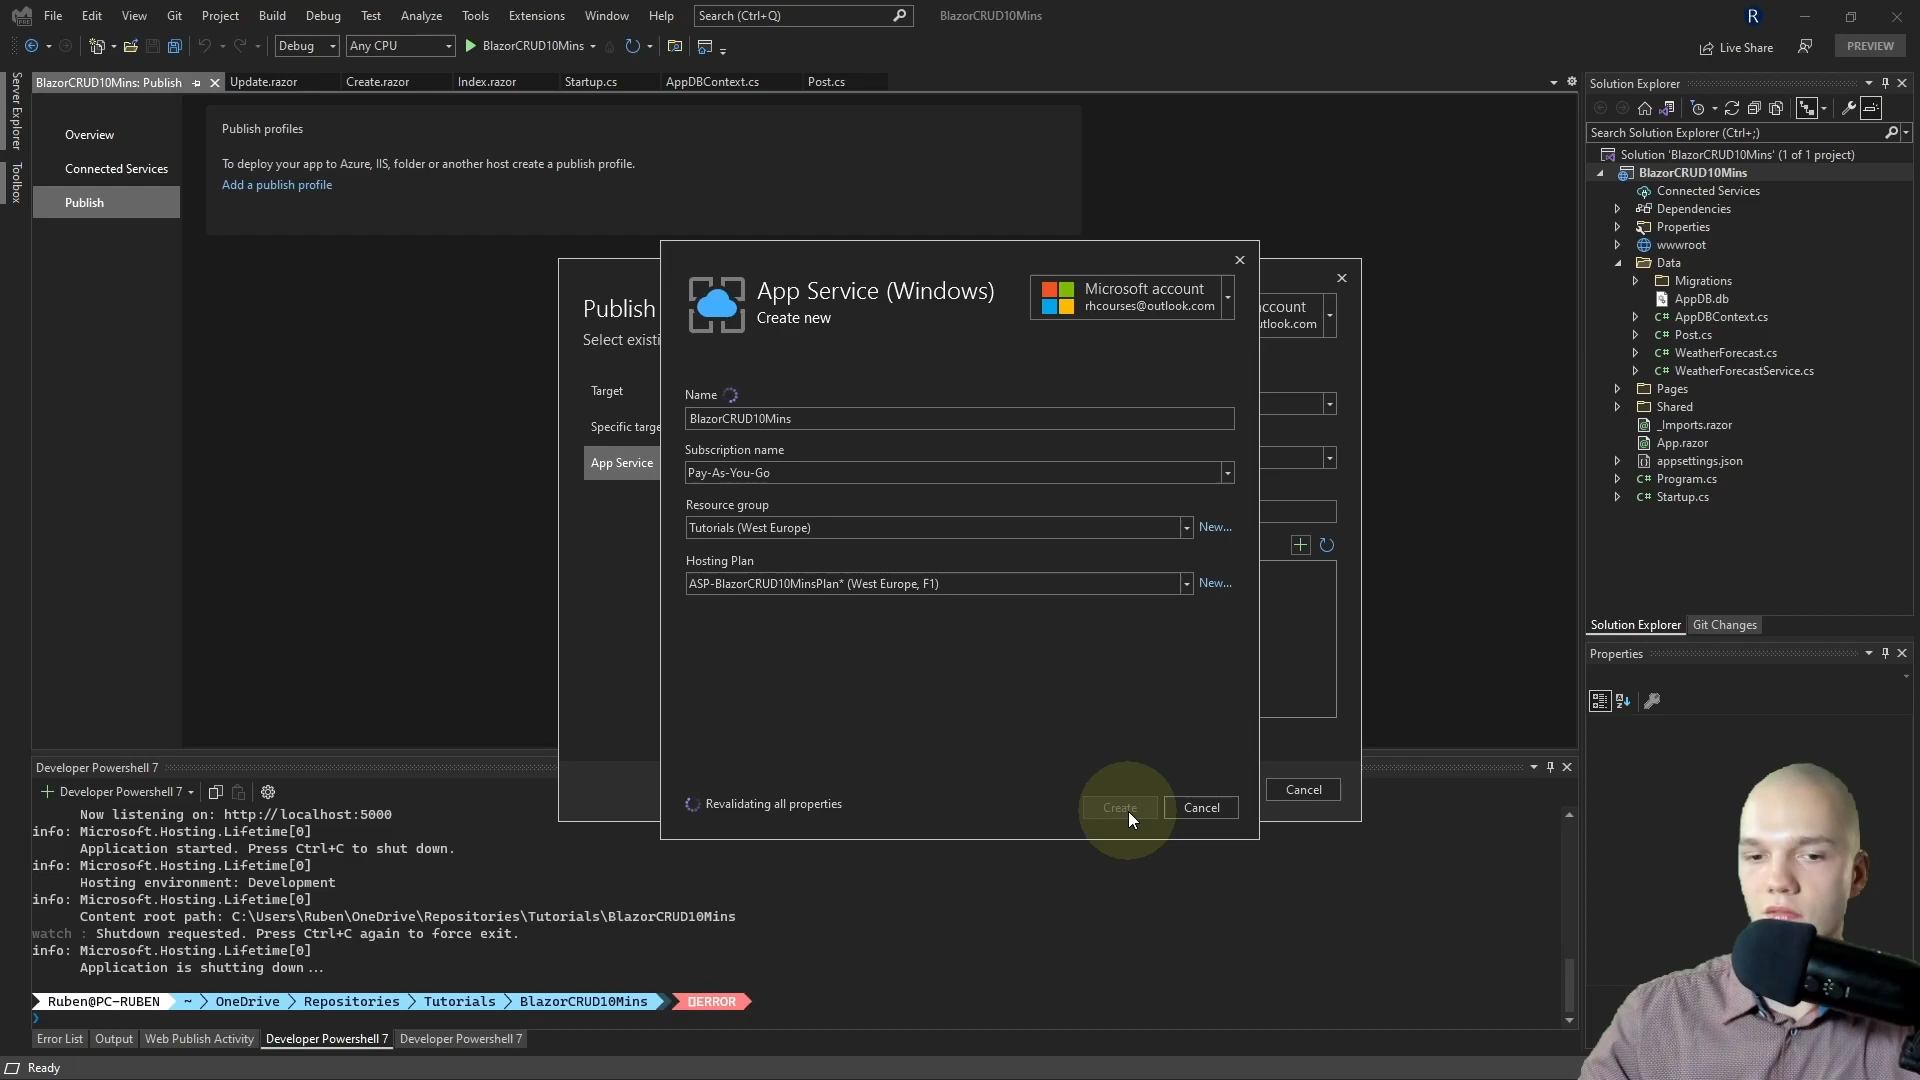 File Edit View Git Project Build Debug Test Analyze Tools Extensions Window Help Search (Ctrl+Q) BlazorCRUD10Mins R
Debug Any CPU BlazorCRUD10Mins Live Share PREVIEW
Server Explorer
Toolbox
BlazorCRUD10Mins: Publish Update.razor Create.razor Index.razor Startup.cs AppDBContext.cs Post.cs
Overview
Connected Services
Publish
Publish profiles
To deploy your app to Azure, IIS, folder or another host create a publish profile.
Add a publish profile
Publish
Select existi
Target
Specific targe
App Service
ccount
utlook.com
Cancel
App Service (Windows)
Create new
Microsoft account
rhcourses@outlook.com
Name
BlazorCRUD10Mins
Subscription name
Pay-As-You-Go
Resource group
Tutorials (West Europe) New...
Hosting Plan
ASP-BlazorCRUD10MinsPlan* (West Europe, F1) New...
Revalidating all properties
Create Cancel
Solution Explorer
Search Solution Explorer (Ctrl+;)
Solution 'BlazorCRUD10Mins' (1 of 1 project)
BlazorCRUD10Mins
Connected Services
Dependencies
Properties
wwwroot
Data
Migrations
AppDB.db
C# AppDBContext.cs
C# Post.cs
C# WeatherForecast.cs
C# WeatherForecastService.cs
Pages
Shared
_Imports.razor
App.razor
appsettings.json
C# Program.cs
C# Startup.cs
Solution Explorer Git Changes
Properties
Developer Powershell 7
Developer Powershell 7
Now listening on: http://localhost:5000
info: Microsoft.Hosting.Lifetime[0]
Application started. Press Ctrl+C to shut down.
info: Microsoft.Hosting.Lifetime[0]
Hosting environment: Development
info: Microsoft.Hosting.Lifetime[0]
Content root path: C:\Users\Ruben\OneDrive\Repositories\Tutorials\BlazorCRUD10Mins
watch : Shutdown requested. Press Ctrl+C again to force exit.
info: Microsoft.Hosting.Lifetime[0]
Application is shutting down...
Ruben@PC-RUBEN ~ OneDrive Repositories Tutorials BlazorCRUD10Mins ERROR
Error List Output Web Publish Activity Developer Powershell 7 Developer Powershell 7
Ready